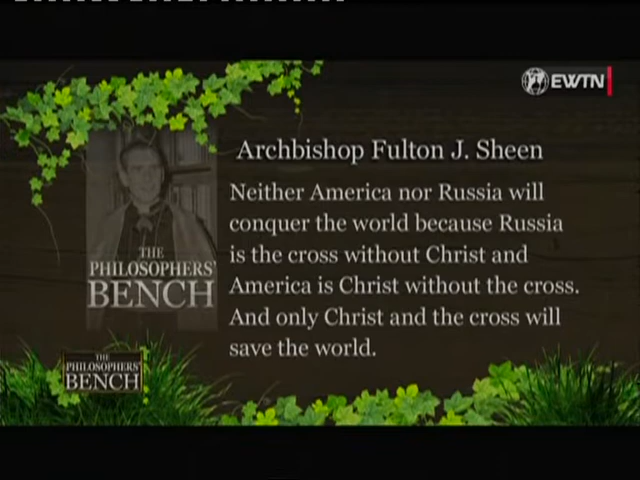 EWTN
Archbishop Fulton J. Sheen
Neither America nor Russia will
conquer the world because Russia
is the cross without Christ and
America is Christ without the cross.
And only Christ and the cross will
save the world.
THE
PHILOSOPHERS'
BENCH
THE
PHILOSOPHERS'
BENCH